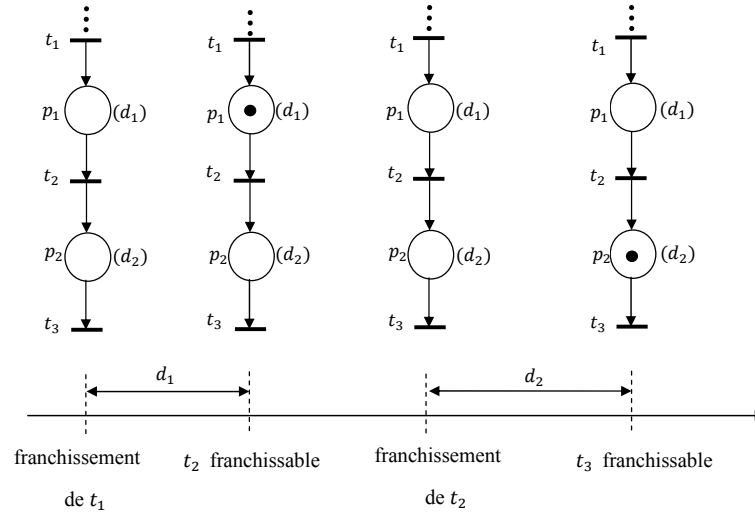 t₁ t₁ t₁ t₁
p₁ (d₁) p₁ (d₁) p₁ (d₁) p₁ (d₁)
t₂ t₂ t₂ t₂
p₂ (d₂) p₂ (d₂) p₂ (d₂) p₂ (d₂)
t₃ t₃ t₃ t₃
d₁ d₂
franchissement t₂ franchissable franchissement t₃ franchissable
de t₁ de t₂